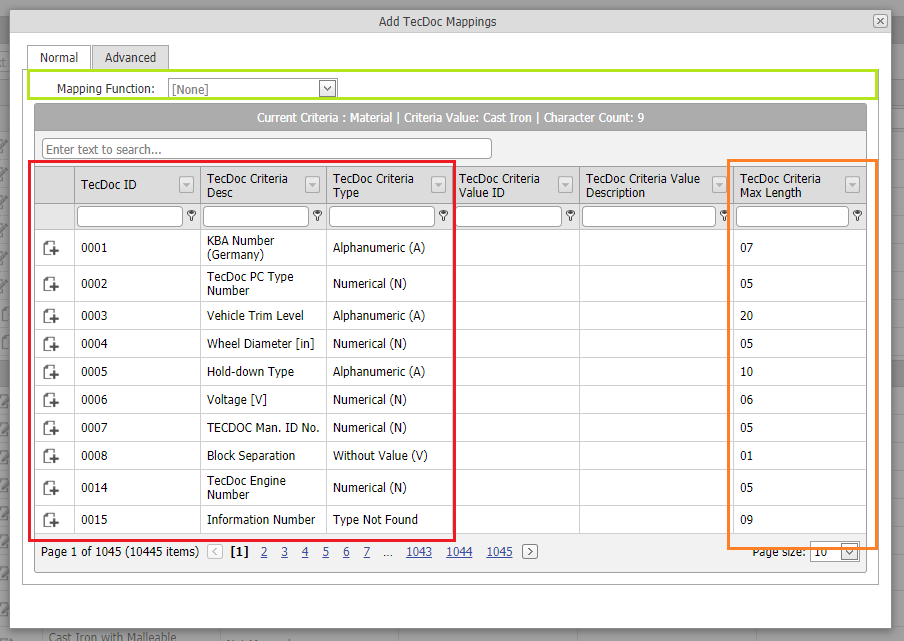 Add TecDoc Mappings
Normal
Advanced
Mapping Function:
[None]
Current Criteria : Material | Criteria Value: Cast Iron | Character Count: 9
Enter text to search...
TecDoc ID
TecDoc Criteria
Desc
TecDoc Criteria
Type
TecDoc Criteria
Value ID
TecDoc Criteria Value
Description
TecDoc Criteria
Max Length
0001
KBA Number
(Germany)
Alphanumeric (A)
07
0002
TecDoc PC Type
Number
Numerical (N)
05
0003
Vehicle Trim Level
Alphanumeric (A)
20
0004
Wheel Diameter [in]
Numerical (N)
05
0005
Hold-down Type
Alphanumeric (A)
10
0006
Voltage [V]
Numerical (N)
06
0007
TECDOC Man. ID No.
Numerical (N)
05
0008
Block Separation
Without Value (V)
01
0014
TecDoc Engine
Number
Numerical (N)
05
0015
Information Number
Type Not Found
09
Page 1 of 1045 (10445 items) [1] 2 3 4 5 6 7 ... 1043 1044 1045
Page size: 10
Cast Iron with Malleable